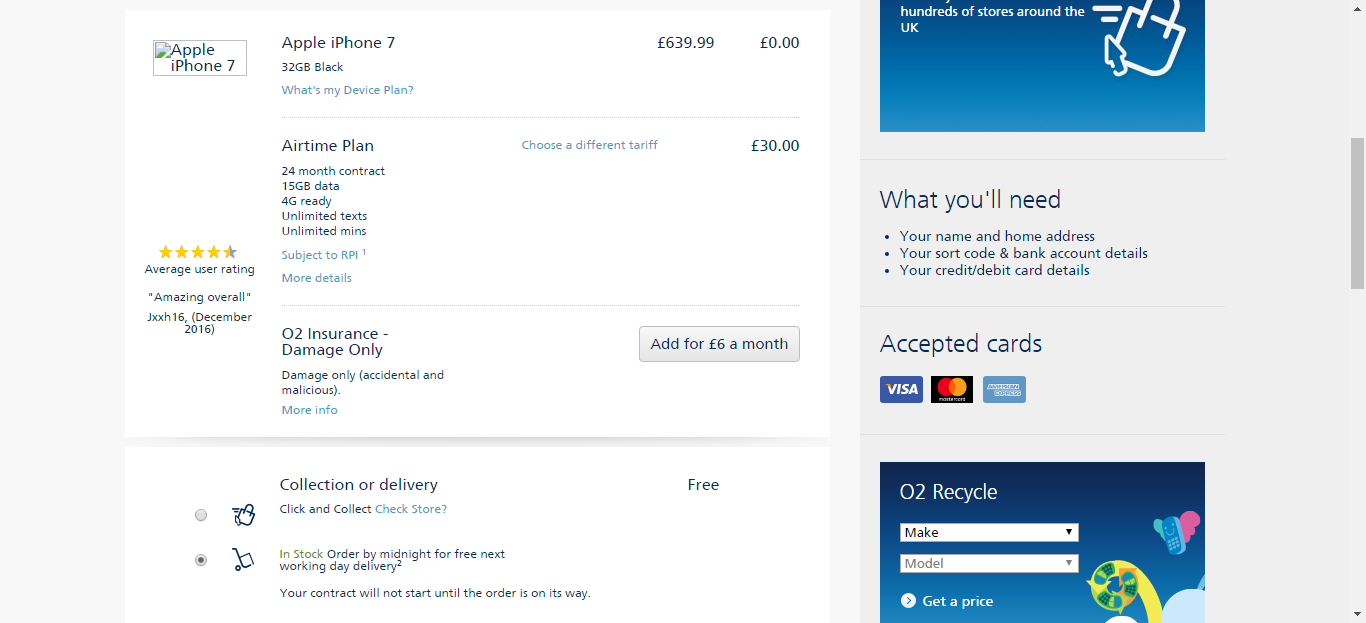 Apple iPhone 7
Apple iPhone 7 £639.99 £0.00
32GB Black
What's my Device Plan?
Airtime Plan Choose a different tariff £30.00
24 month contract
15GB data
4G ready
Unlimited texts
Unlimited mins
Subject to RPI 1
More details
Average user rating
"Amazing overall"
Jxxh16, (December
2016)
O2 Insurance -
Damage Only
Add for £6 a month
Damage only (accidental and
malicious).
More info
Collection or delivery Free
Click and Collect Check Store?
In Stock Order by midnight for free next
working day delivery2
Your contract will not start until the order is on its way.
hundreds of stores around the
UK
What you'll need
Your name and home address
Your sort code & bank account details
Your credit/debit card details
Accepted cards
VISA
mastercard
AMERICAN
EXPRESS
O2 Recycle
Make
Model
Get a price